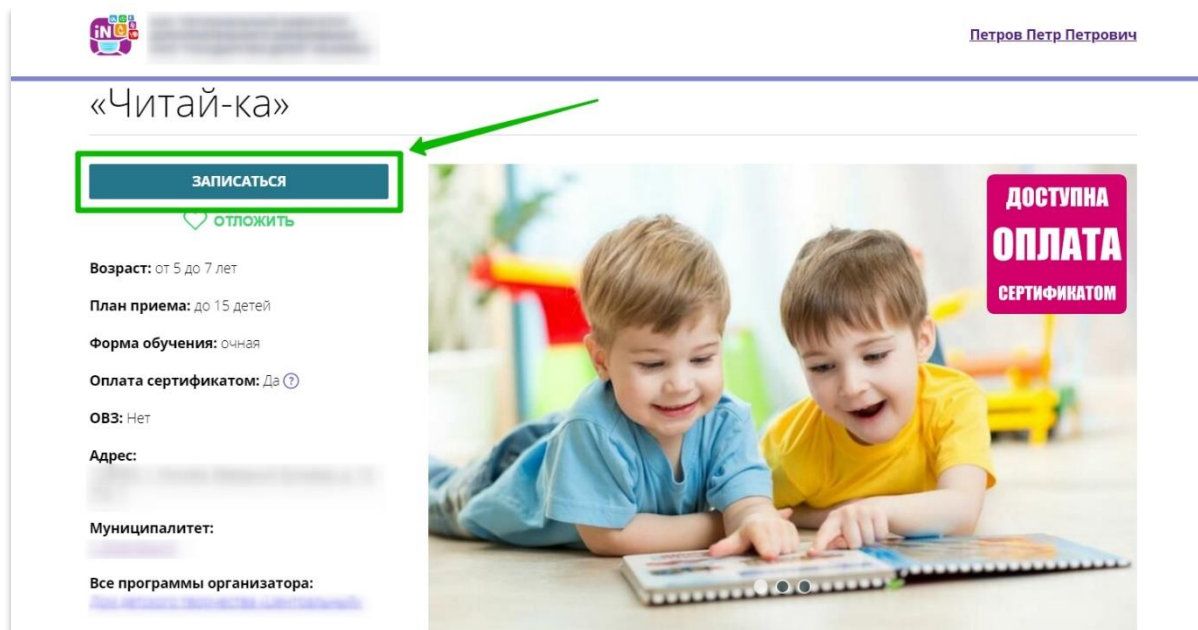 iN
Петров Петр Петрович
«Читай-ка»
ЗАПИСАТЬСЯ
ОТЛОЖИТЬ
Возраст: от 5 до 7 лет
План приема: до 15 детей
Форма обучения: очная
Оплата сертификатом: Да ?
ОВЗ: Нет
Адрес:
Муниципалитет:
Все программы организатора:
ДОСТУПНА
ОПЛАТА
СЕРТИФИКАТОМ